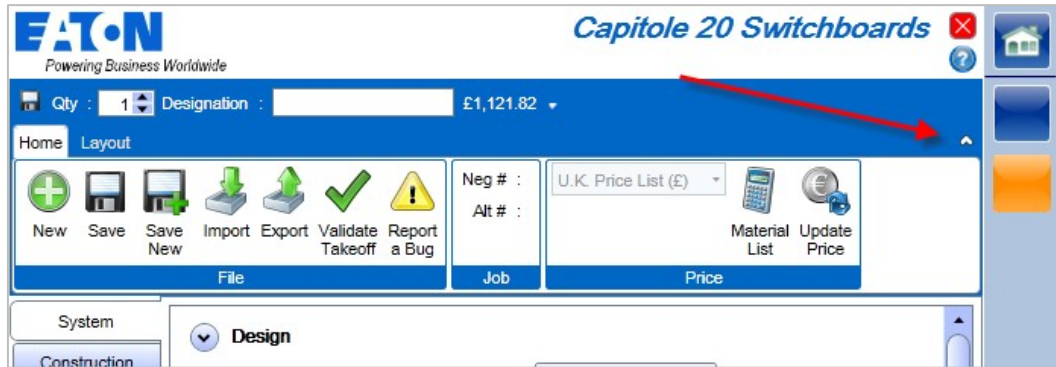 EATON
Powering Business Worldwide
Capitole 20 Switchboards
Qty : 1 Designation : £1,121.82
Home Layout
New Save Save New Import Export Validate Takeoff Report a Bug
File
Neg # :
Alt # :
Job
U.K. Price List (£)
Material List Update Price
Price
System
Construction
Design